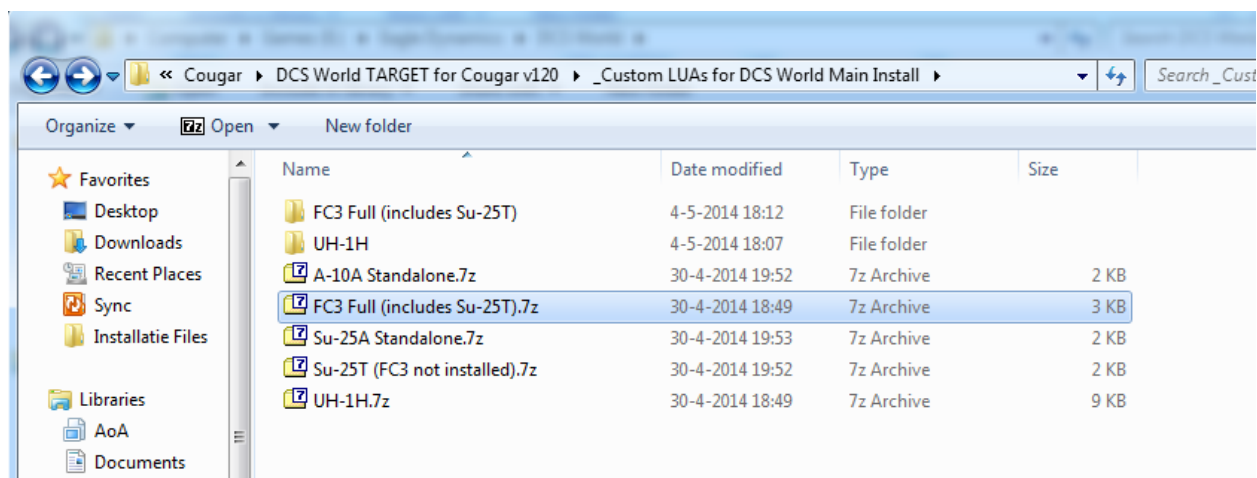 « Cougar ▸ DCS World TARGET for Cougar v120 ▸ _Custom LUAs for DCS World Main Install ▸ Search _Cust
Organize Open New folder
Name Date modified Type Size
Favorites
Desktop FC3 Full (includes Su-25T) 4-5-2014 18:12 File folder
Downloads UH-1H 4-5-2014 18:07 File folder
Recent Places A-10A Standalone.7z 30-4-2014 19:52 7z Archive 2 KB
Sync FC3 Full (includes Su-25T).7z 30-4-2014 18:49 7z Archive 3 KB
Installatie Files Su-25A Standalone.7z 30-4-2014 19:53 7z Archive 2 KB
Su-25T (FC3 not installed).7z 30-4-2014 19:52 7z Archive 2 KB
Libraries UH-1H.7z 30-4-2014 18:49 7z Archive 9 KB
AoA
Documents